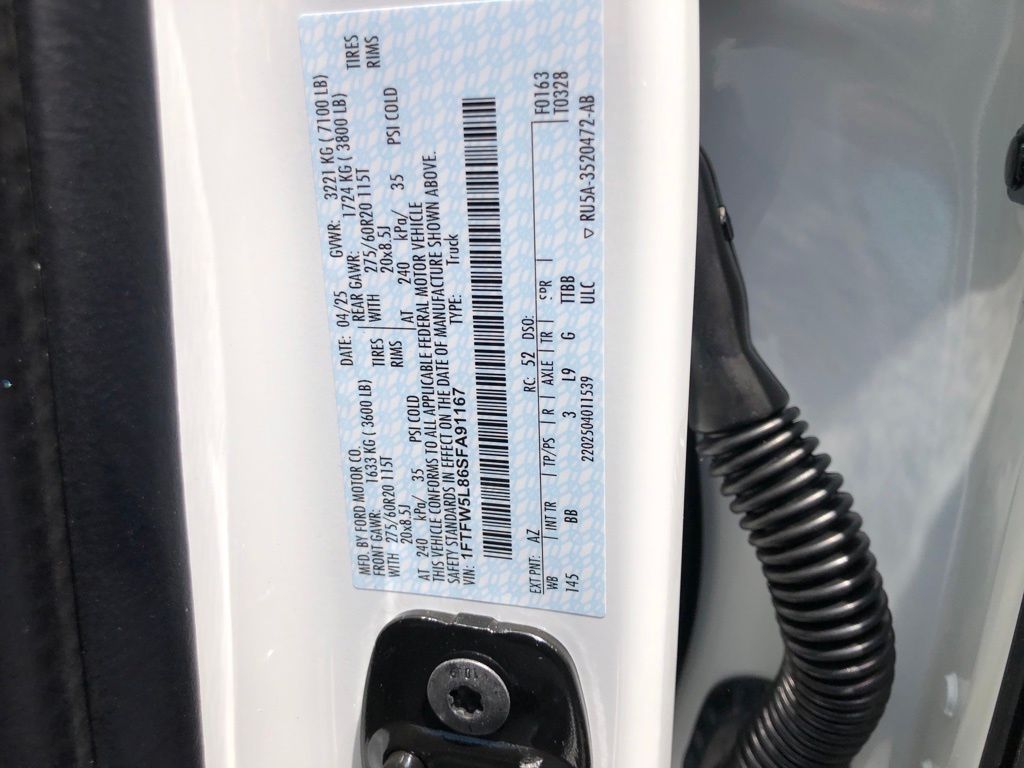 MFD. BY FORD MOTOR CO.
DATE: 04/25 GVWR: 3221 KG ( 7100 LB)
FRONT GAWR: 1633 KG ( 3600 LB) REAR GAWR: 1724 KG ( 3800 LB)
WITH 275/60R20 115T TIRES WITH 275/60R20 115T TIRES
20x8.5J RIMS 20x8.5J RIMS
AT 240 kPa/ 35 PSI COLD AT 240 kPa/ 35 PSI COLD
THIS VEHICLE CONFORMS TO ALL APPLICABLE FEDERAL MOTOR VEHICLE
SAFETY STANDARDS IN EFFECT ON THE DATE OF MANUFACTURE SHOWN ABOVE.
VIN: 1FTFW5L86SFA91167 TYPE: Truck
EXT PNT: AZ RC: 52 DSO: F0163
WB INT TR TP/PS R AXLE TR SPR T0328
145 BB 3 L9 G TTBB
2202504011539 ULC ▽ RU5A-3520472-AB
10.9